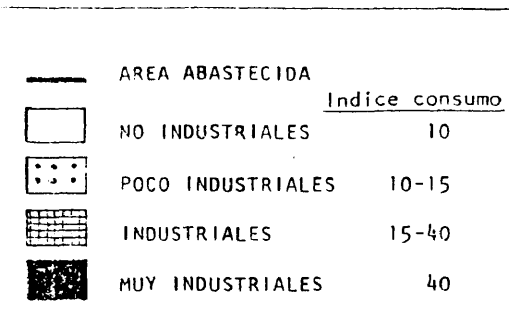 AREA ABASTECIDA
Indice consumo
NO INDUSTRIALES 10
POCO INDUSTRIALES 10-15
INDUSTRIALES 15-40
MUY INDUSTRIALES 40